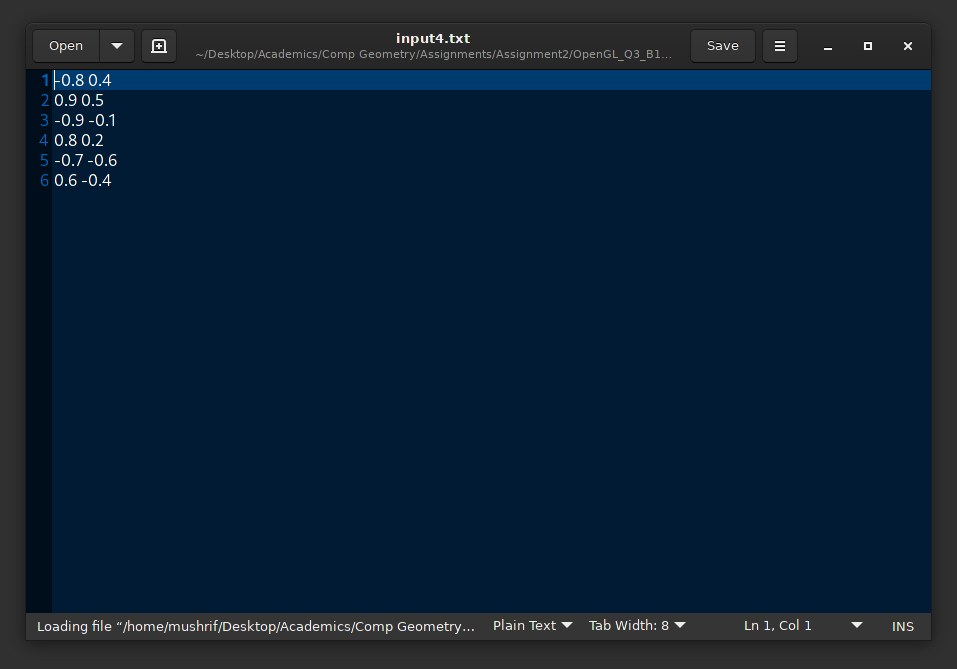 Open
input4.txt
~/Desktop/Academics/Comp Geometry/Assignments/Assignment2/OpenGL_Q3_B1...
Save
1 -0.8 0.4
2 0.9 0.5
3 -0.9 -0.1
4 0.8 0.2
5 -0.7 -0.6
6 0.6 -0.4
Loading file “/home/mushrif/Desktop/Academics/Comp Geometry... Plain Text Tab Width: 8 Ln 1, Col 1 INS